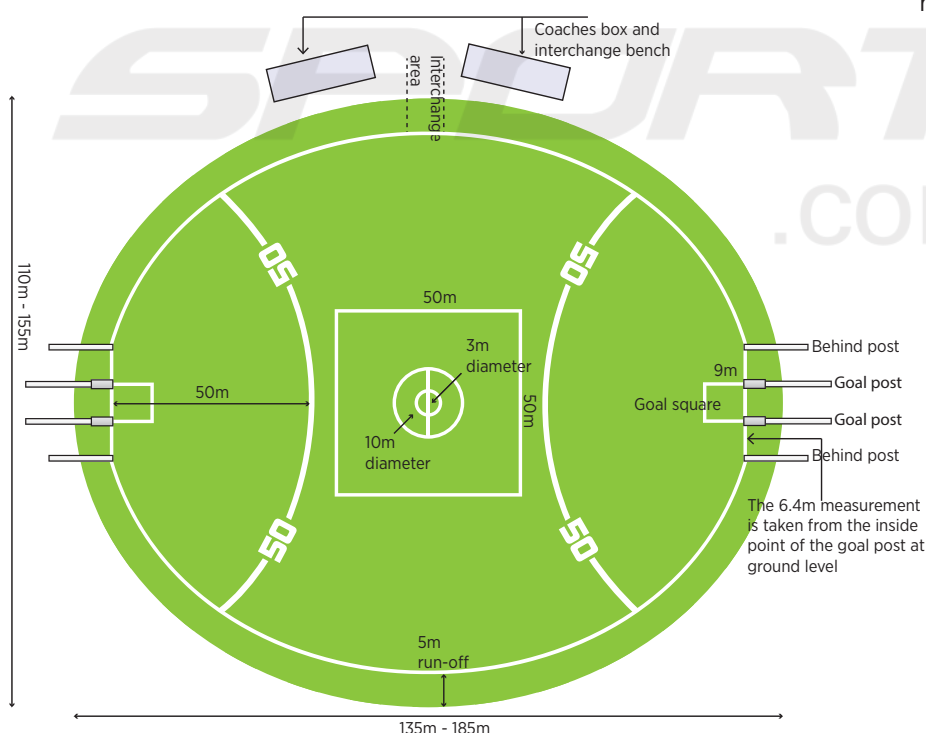 SPORT
.co
Coaches box and
interchange bench
Interchange
area
110m - 155m
50
50
50m
3m
diameter
Behind post
9m
Goal post
50m
50m
Goal square
Goal post
10m
diameter
Behind post
50
50
The 6.4m measurement
is taken from the inside
point of the goal post at
ground level
5m
run-off
135m - 185m